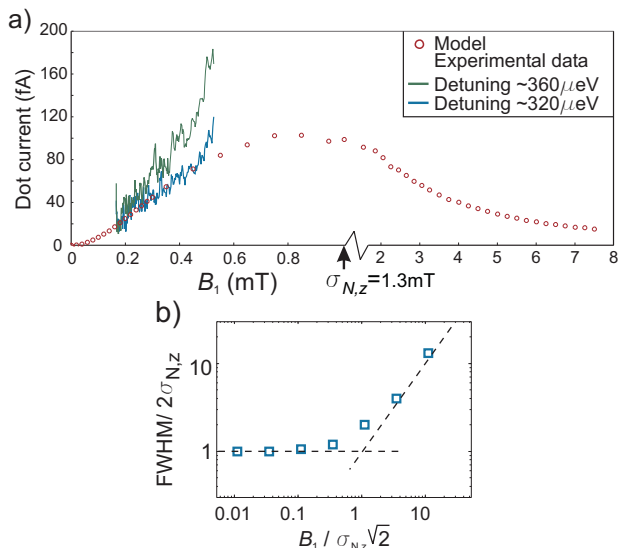 a)
200
160
120
80
40
0
Dot current (fA)
Model
Experimental data
Detuning ~360μeV
Detuning ~320μeV
0 0.2 0.4 0.6 0.8 1 2 3 4 5 6 7 8
B₁ (mT)
σN,z=1.3mT
b)
FWHM/ 2σN,z
10
1
0.01 0.1 1 10
B₁ / σN,z√2